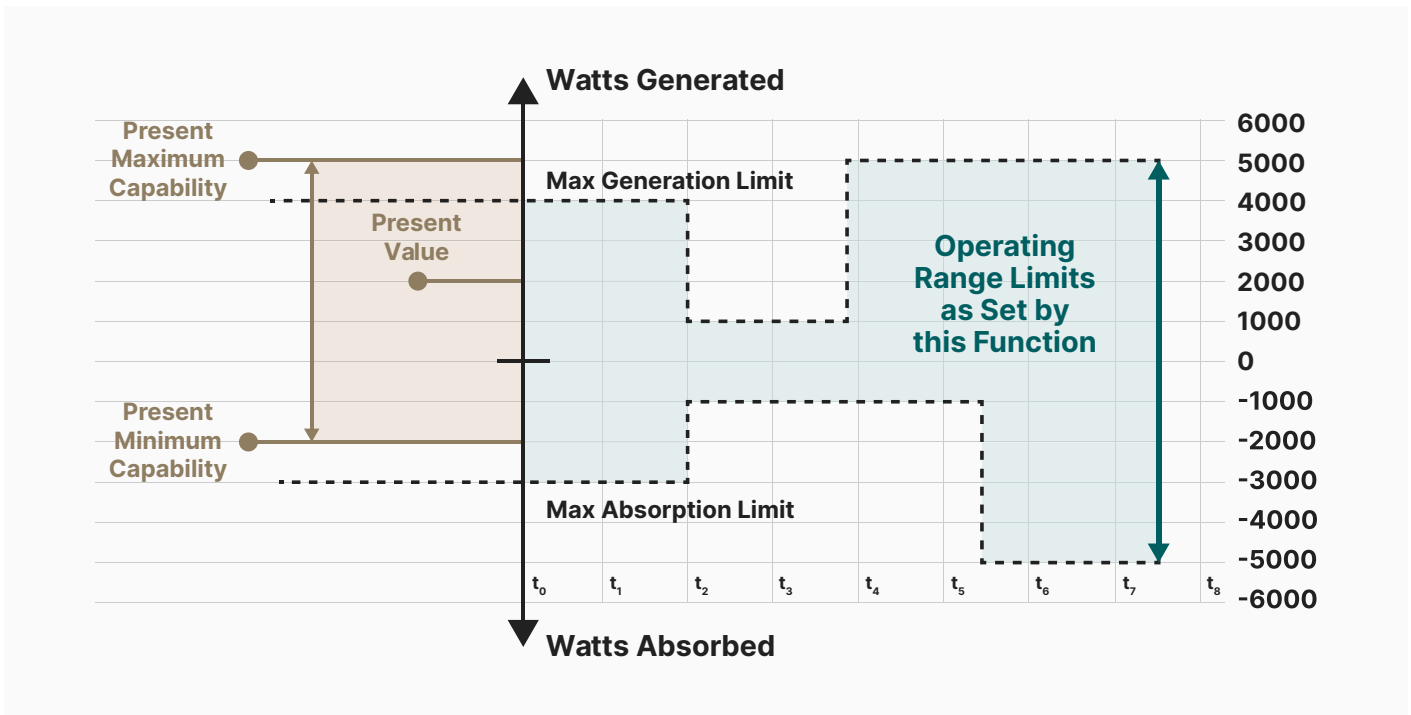 Watts Generated
Present
Maximum
Capability
Max Generation Limit
Present
Value
Operating
Range Limits
as Set by
this Function
Present
Minimum
Capability
Max Absorption Limit
6000
5000
4000
3000
2000
1000
0
-1000
-2000
-3000
-4000
-5000
-6000
t0 t1 t2 t3 t4 t5 t6 t7 t8
Watts Absorbed